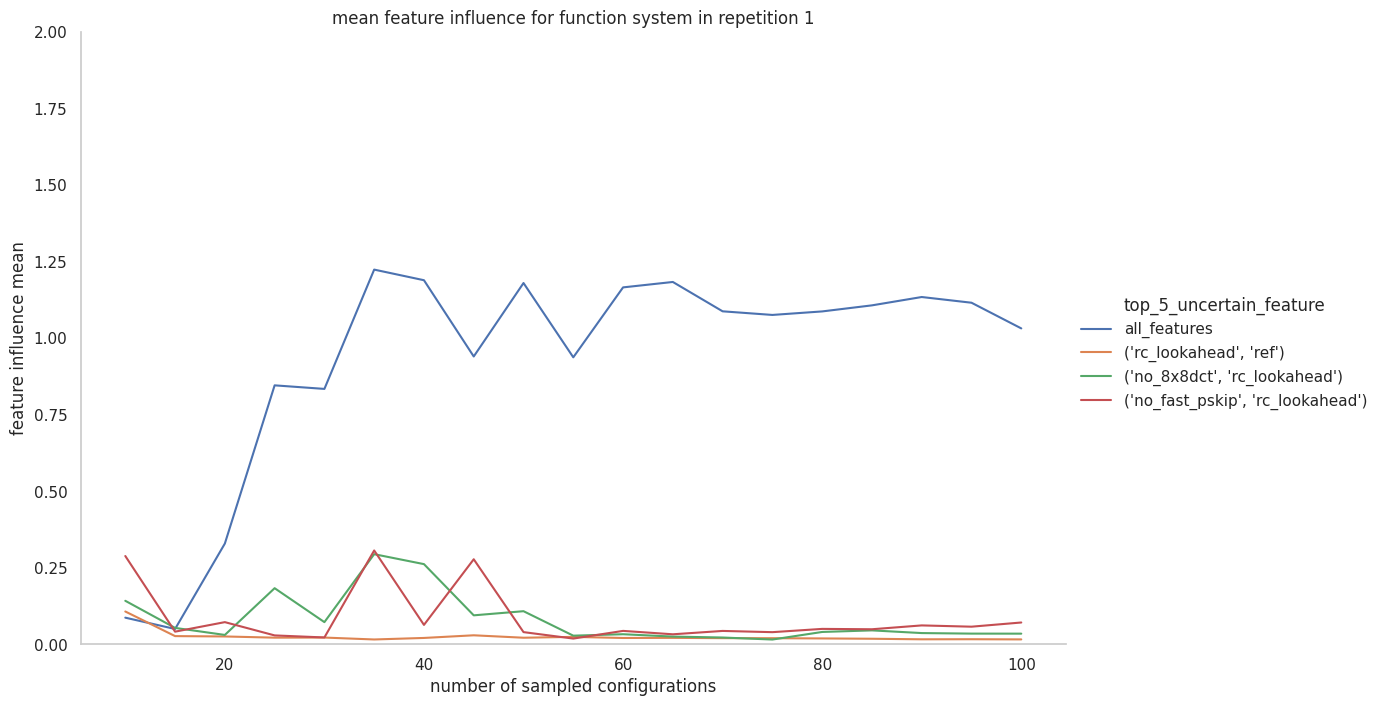 mean feature influence for function system in repetition 1
2.00
1.75
1.50
1.25
1.00
0.75
0.50
0.25
0.00
feature influence mean
20
40
60
80
100
number of sampled configurations
top_5_uncertain_feature
all_features
('rc_lookahead', 'ref')
('no_8x8dct', 'rc_lookahead')
('no_fast_pskip', 'rc_lookahead')